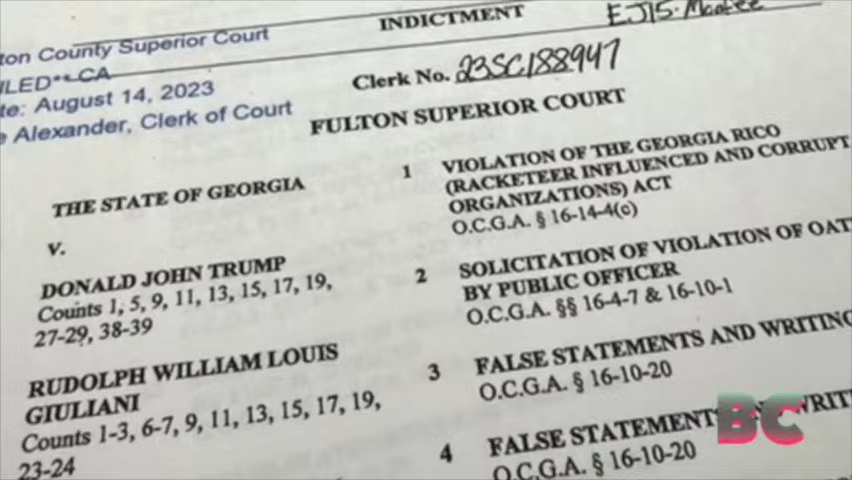 INDICTMENT
EJ15. McAfee
ton County Superior Court
ILED** CA
te: August 14, 2023
e Alexander, Clerk of Court
Clerk No. 23SC188947
FULTON SUPERIOR COURT
THE STATE OF GEORGIA
v.
DONALD JOHN TRUMP
Counts 1, 5, 9, 11, 13, 15, 17, 19,
27-29, 38-39
RUDOLPH WILLIAM LOUIS
GIULIANI
Counts 1-3, 6-7, 9, 11, 13, 15, 17, 19,
23-24
1 VIOLATION OF THE GEORGIA RICO
(RACKETEER INFLUENCED AND CORRUPT
ORGANIZATIONS) ACT
O.C.G.A. § 16-14-4(c)
2 SOLICITATION OF VIOLATION OF OAT
BY PUBLIC OFFICER
O.C.G.A. §§ 16-4-7 & 16-10-1
3 FALSE STATEMENTS AND WRITING
O.C.G.A. § 16-10-20
4 FALSE STATEMENTS WRIT
O.C.G.A. § 16-10-20
BC